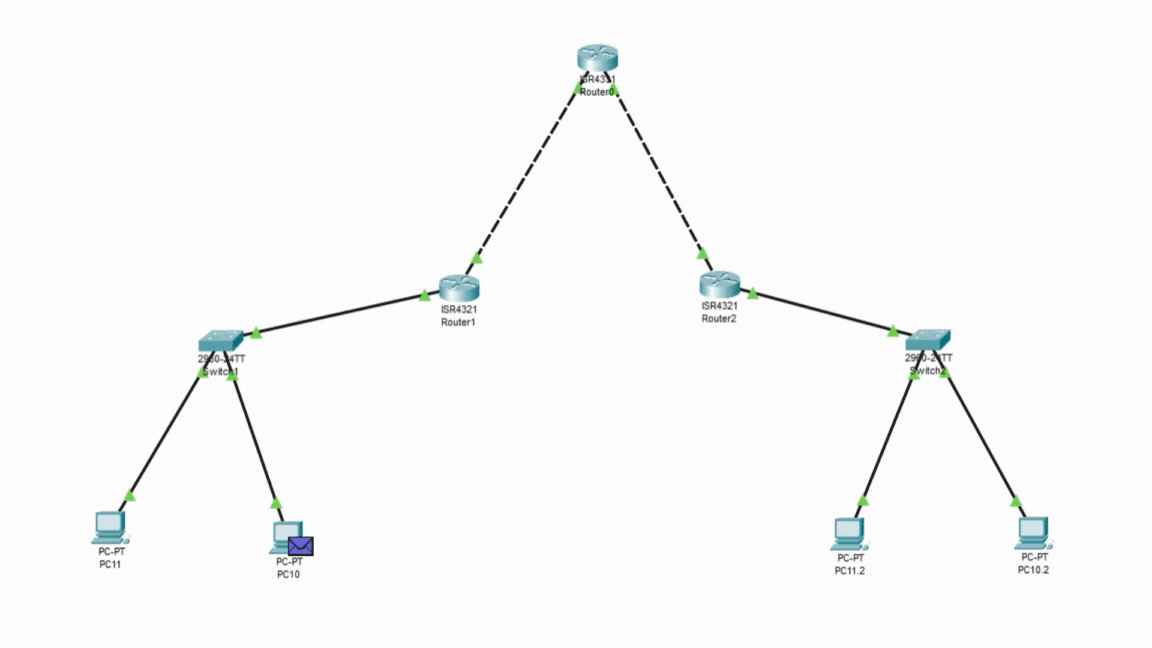 ISR4331
Router0
ISR4321
Router1
ISR4321
Router2
2960-24TT
Switch1
2960-24TT
Switch2
PC-PT
PC11
PC-PT
PC10
PC-PT
PC11.2
PC-PT
PC10.2